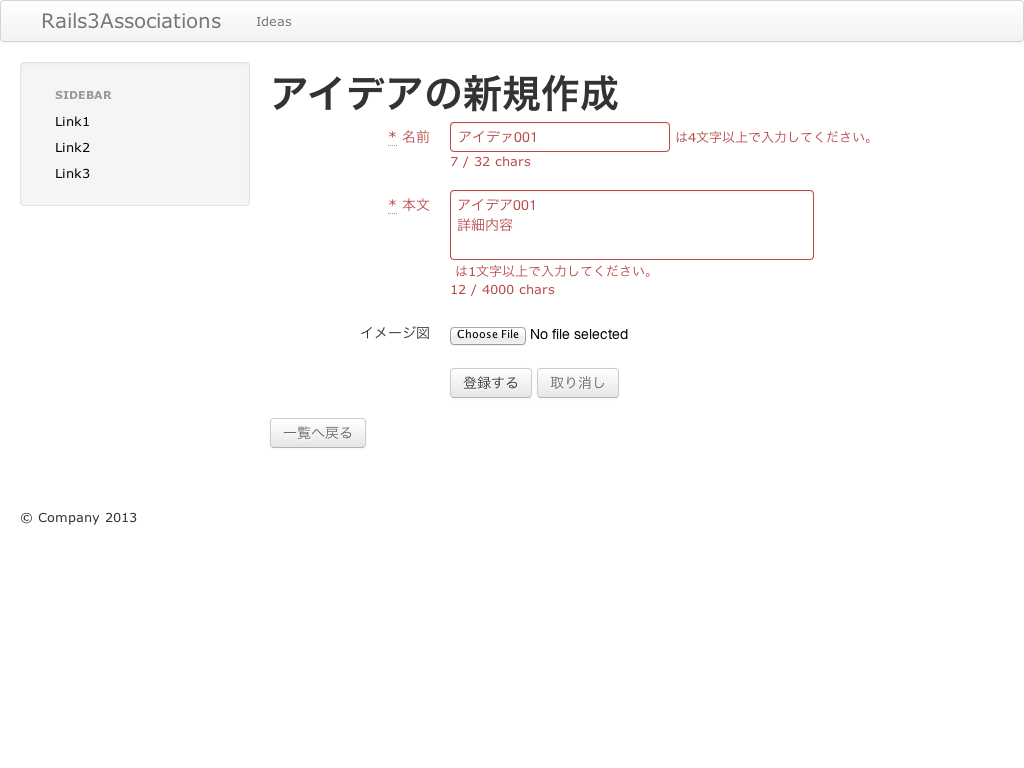 Rails3Associations Ideas
SIDEBAR
Link1
Link2
Link3
アイデアの新規作成
* 名前 アイデァ001 は4文字以上で入力してください。
7 / 32 chars
* 本文 アイデア001
詳細内容
は1文字以上で入力してください。
12 / 4000 chars
イメージ図 Choose File No file selected
登録する 取り消し
一覧へ戻る
© Company 2013